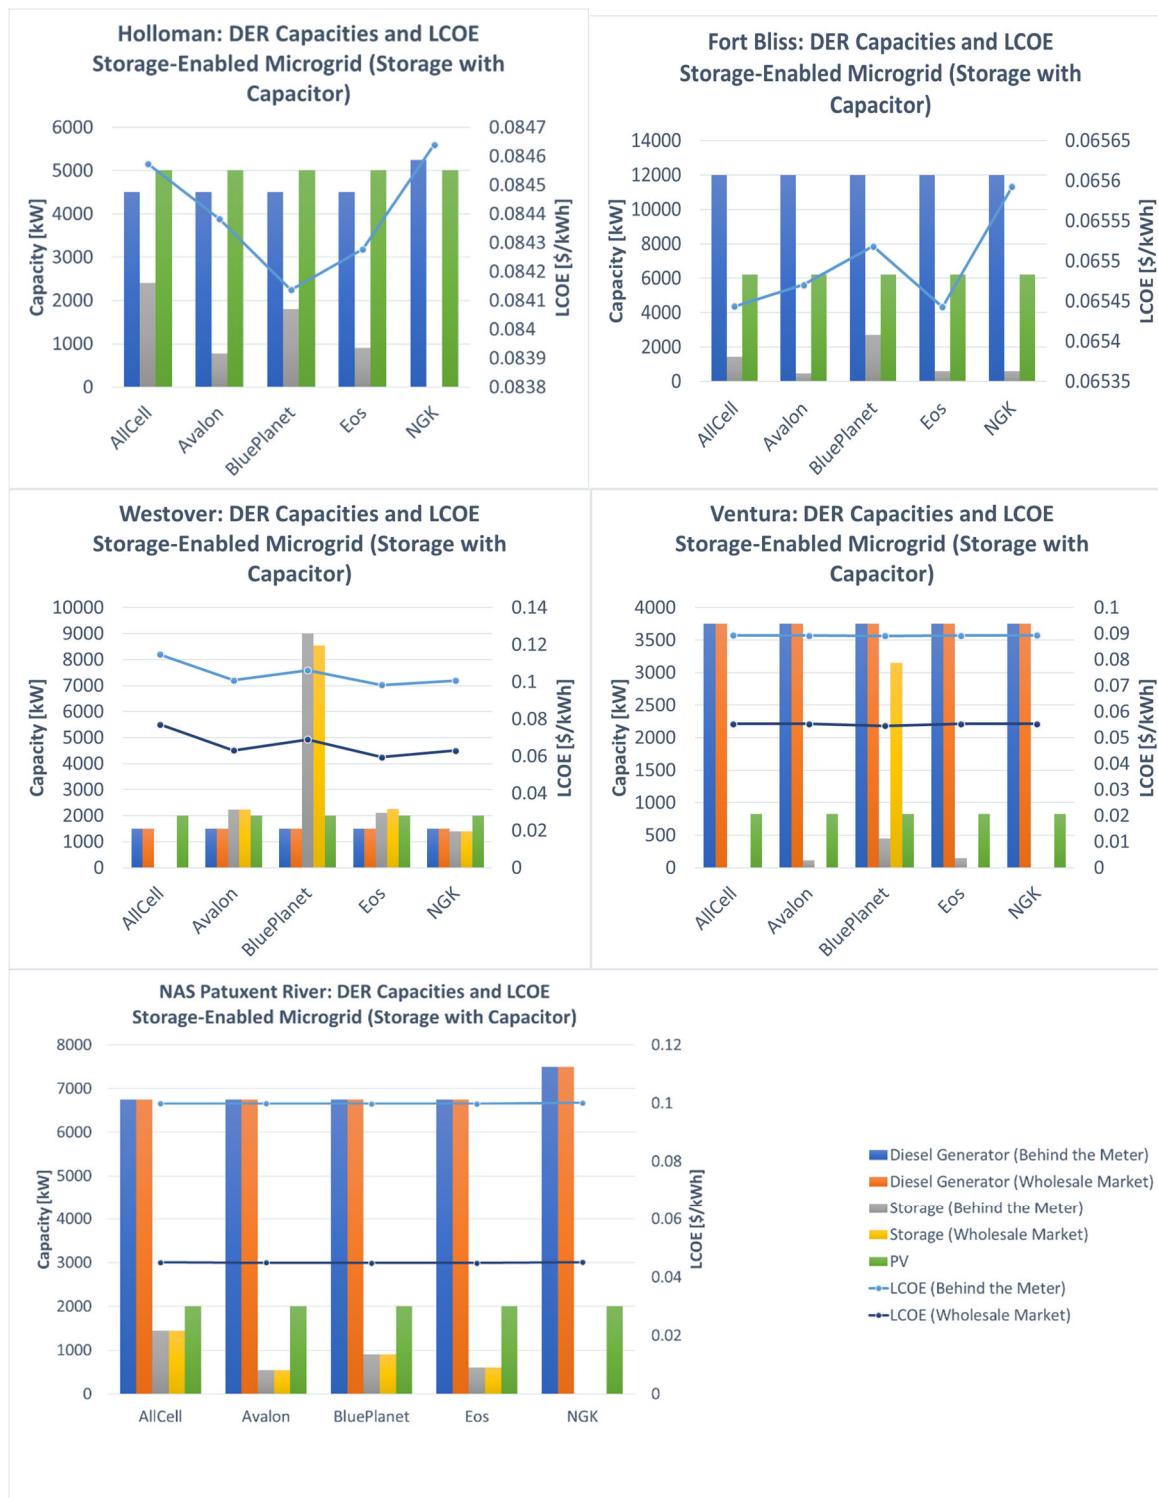 Holloman: DER Capacities and LCOE
Storage-Enabled Microgrid (Storage with
Capacitor)
Capacity [kW]
6000
5000
4000
3000
2000
1000
0
0.0847
0.0846
0.0845
0.0844
0.0843
0.0842
0.0841
0.084
0.0839
0.0838
LCOE [$/kWh]
AllCell
Avalon
BluePlanet
Eos
NGK
Fort Bliss: DER Capacities and LCOE
Storage-Enabled Microgrid (Storage with
Capacitor)
Capacity [kW]
14000
12000
10000
8000
6000
4000
2000
0
0.06565
0.0656
0.06555
0.0655
0.06545
0.0654
0.06535
LCOE [$/kWh]
AllCell
Avalon
BluePlanet
Eos
NGK
Westover: DER Capacities and LCOE
Storage-Enabled Microgrid (Storage with
Capacitor)
Capacity [kW]
10000
9000
8000
7000
6000
5000
4000
3000
2000
1000
0
0.14
0.12
0.1
0.08
0.06
0.04
0.02
0
LCOE [$/kWh]
AllCell
Avalon
BluePlanet
Eos
NGK
Ventura: DER Capacities and LCOE
Storage-Enabled Microgrid (Storage with
Capacitor)
Capacity [kW]
4000
3500
3000
2500
2000
1500
1000
500
0
0.1
0.09
0.08
0.07
0.06
0.05
0.04
0.03
0.02
0.01
0
LCOE [$/kWh]
AllCell
Avalon
BluePlanet
Eos
NGK
NAS Patuxent River: DER Capacities and LCOE
Storage-Enabled Microgrid (Storage with Capacitor)
Capacity [kW]
8000
7000
6000
5000
4000
3000
2000
1000
0
0.12
0.1
0.08
0.06
0.04
0.02
0
LCOE [$/kWh]
AllCell
Avalon
BluePlanet
Eos
NGK
Diesel Generator (Behind the Meter)
Diesel Generator (Wholesale Market)
Storage (Behind the Meter)
Storage (Wholesale Market)
PV
LCOE (Behind the Meter)
LCOE (Wholesale Market)